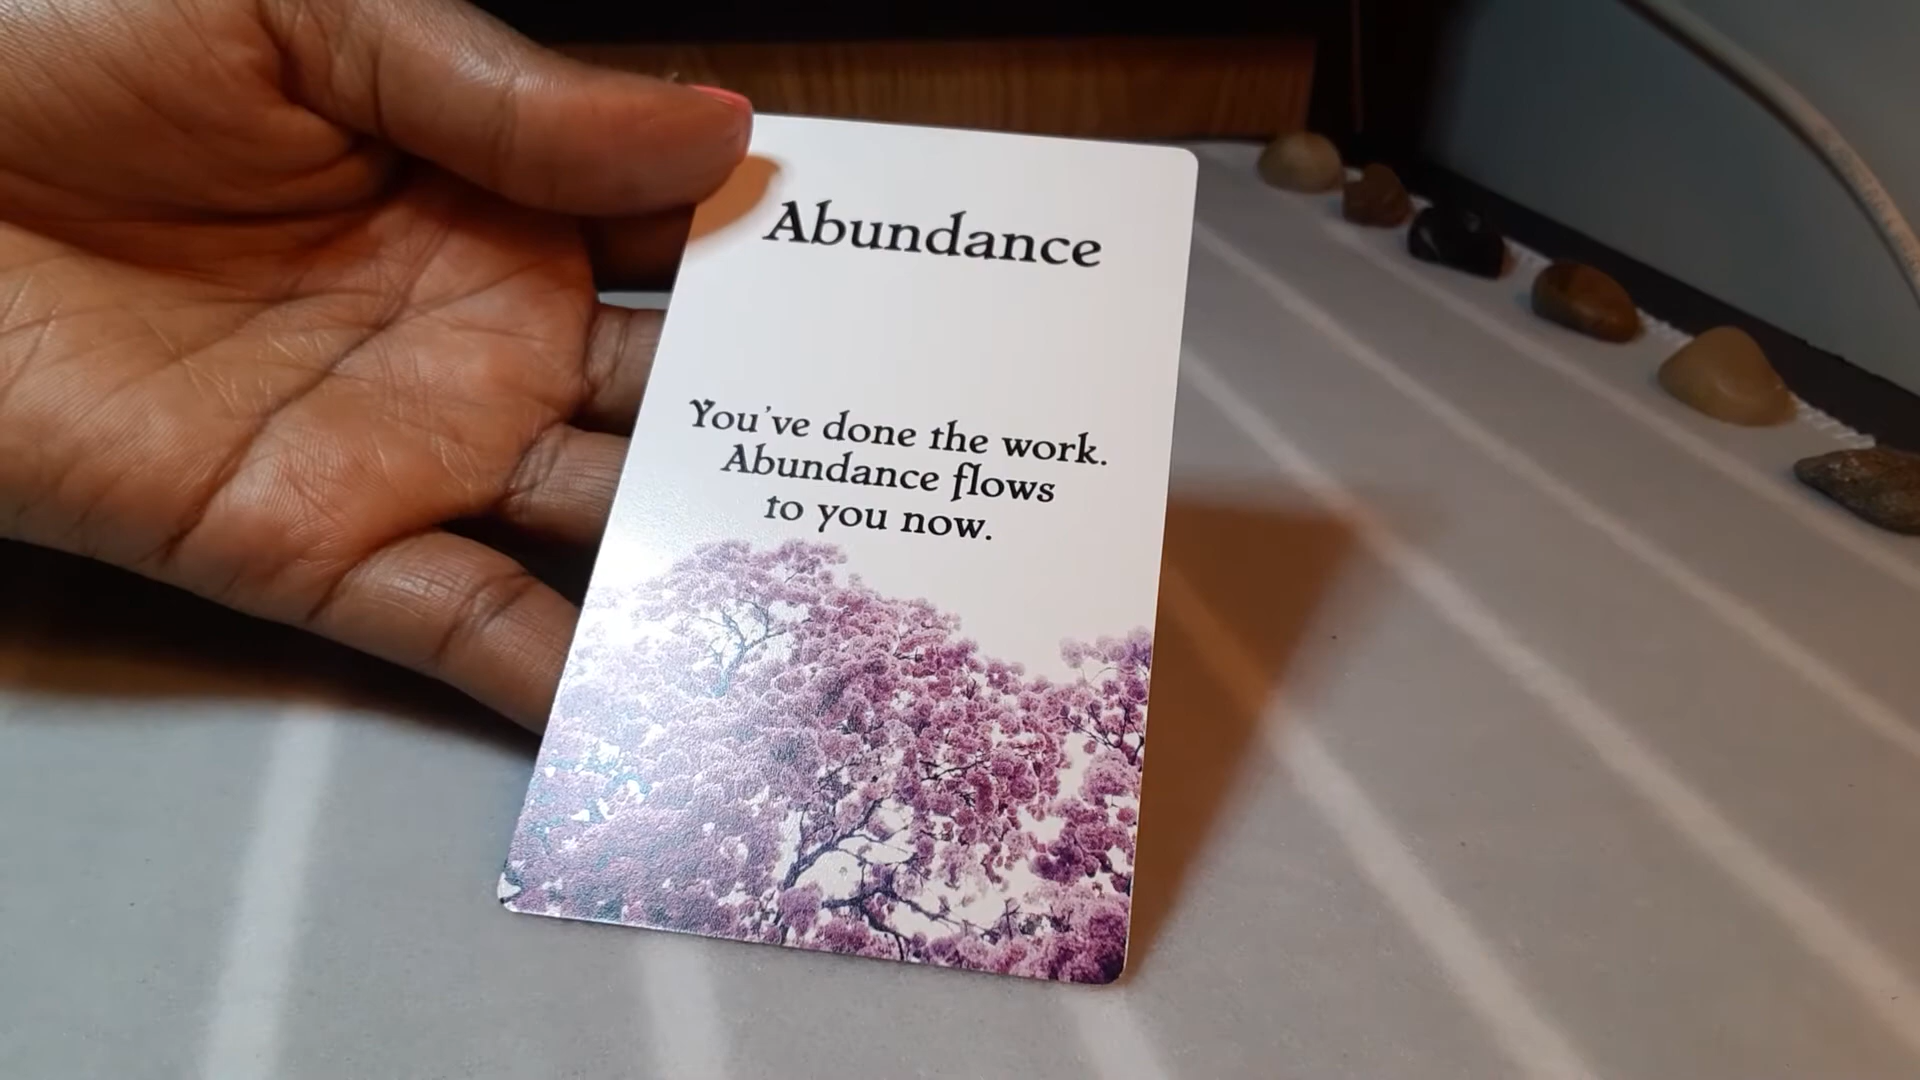 Abundance
You've done the work.
Abundance flows
to you now.